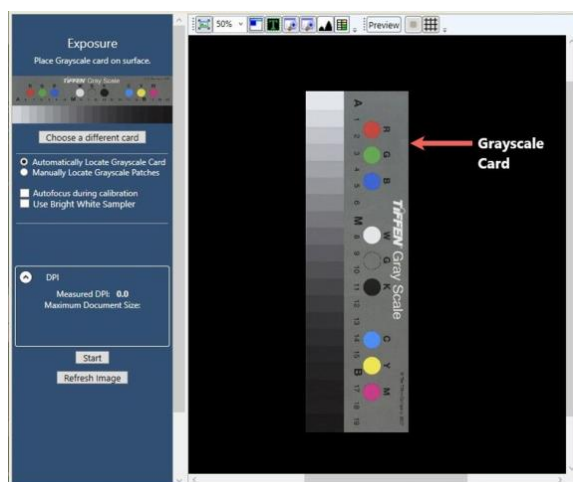 Exposure
Place Grayscale card on surface.
TIFFEN Gray Scale
Choose a different card
Automatically Locate Grayscale Card
Manually Locate Grayscale Patches
Autofocus during calibration
Use Bright White Sampler
DPI
Measured DPI: 0.0
Maximum Document Size:
Start
Refresh Image
50%
Preview
A 1 2 3 4 5 6 M 8 9 10 11 12 13 14 15 B 17 18 19
R G B W G K C Y M
TIFFEN Gray Scale
Grayscale
Card